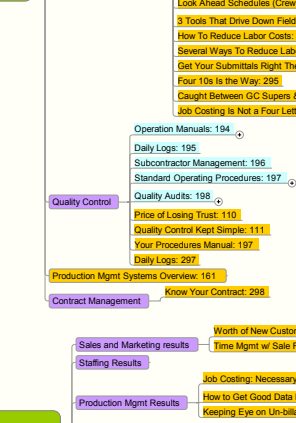 Look Ahead Schedules (Crew
3 Tools That Drive Down Field
How To Reduce Labor Costs:
Several Ways To Reduce Lab
Get Your Submittals Right The
Four 10s Is the Way: 295
Caught Between GC Supers &
Job Costing Is Not a Four Lett
Operation Manuals: 194
Daily Logs: 195
Subcontractor Management: 196
Standard Operating Procedures: 197
Quality Control
Quality Audits: 198
Price of Losing Trust: 110
Quality Control Kept Simple: 111
Your Procedures Manual: 197
Daily Logs: 297
Production Mgmt Systems Overview: 161
Know Your Contract: 298
Contract Management
Worth of New Custom
Sales and Marketing results
Time Mgmt w/ Sale F
Staffing Results
Job Costing: Necessary
How to Get Good Data
Production Mgmt Results
Keeping Eye on Un-billa